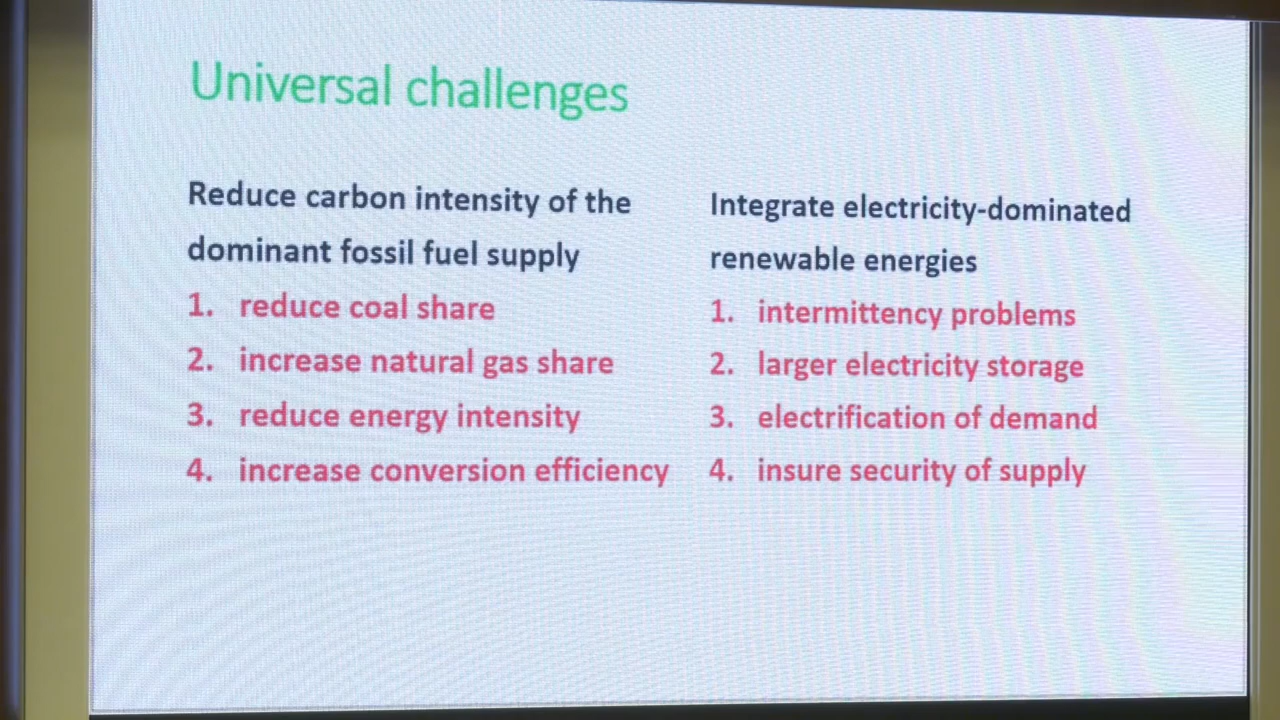 Universal challenges
Reduce carbon intensity of the
dominant fossil fuel supply
1. reduce coal share
2. increase natural gas share
3. reduce energy intensity
4. increase conversion efficiency
Integrate electricity-dominated
renewable energies
1. intermittency problems
2. larger electricity storage
3. electrification of demand
4. insure security of supply